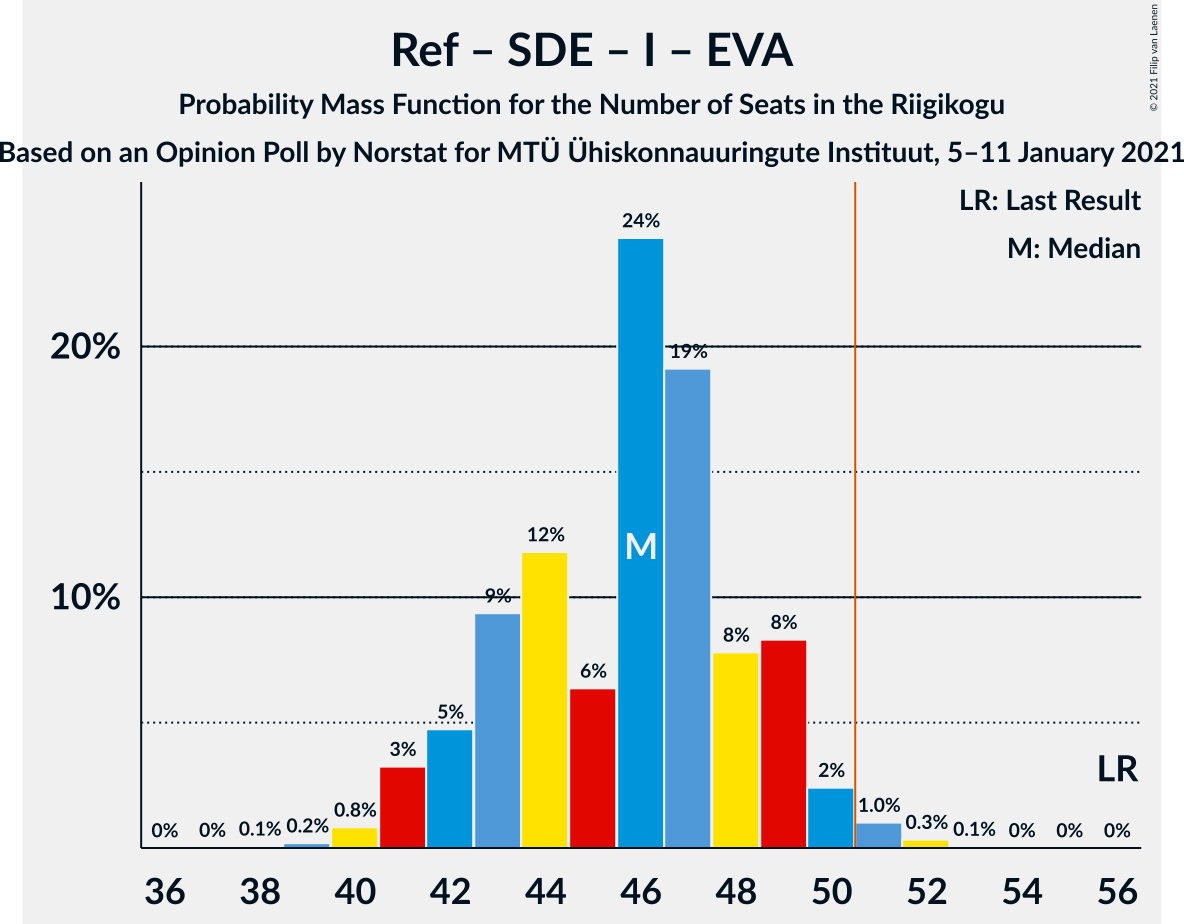 Ref – SDE – I – EVA
Probability Mass Function for the Number of Seats in the Riigikogu
Based on an Opinion Poll by Norstat for MTÜ Ühiskonnauuringute Instituut, 5–11 January 2021
© 2021 Filip van Laenen
LR: Last Result
M: Median
24%
20%
19%
12%
10%
9%
8%
8%
6%
5%
3%
2%
1.0%
0.8%
0.3%
0.2%
0.1%
0.1%
0%
0%
0%
0%
0%
M
LR
36 38 40 42 44 46 48 50 52 54 56